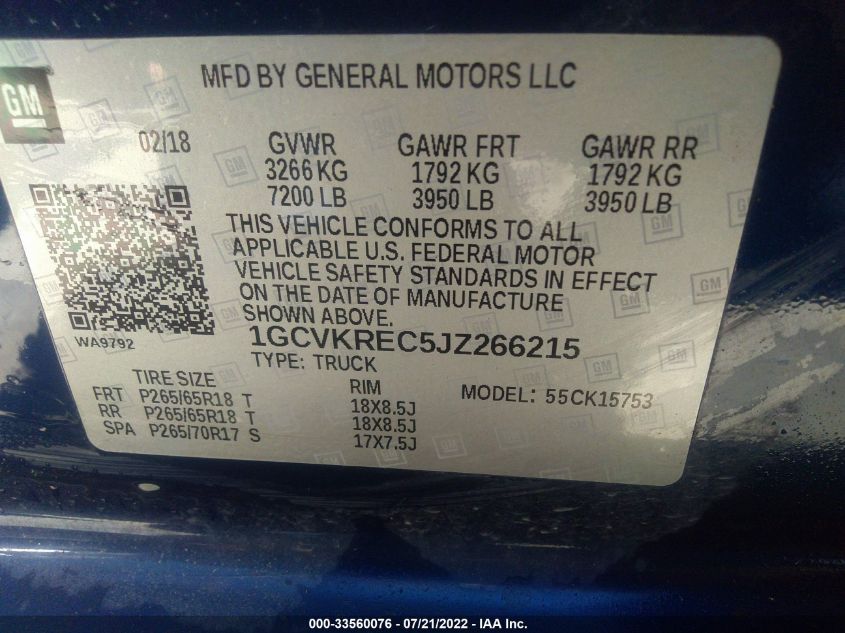 GM
MFD BY GENERAL MOTORS LLC
02/18 GVWR GAWR FRT GAWR RR
3266 KG 1792 KG 1792 KG
7200 LB 3950 LB 3950 LB
THIS VEHICLE CONFORMS TO ALL
APPLICABLE U.S. FEDERAL MOTOR
VEHICLE SAFETY STANDARDS IN EFFECT
ON THE DATE OF MANUFACTURE
SHOWN ABOVE.
WA9792
1GCVKREC5JZ266215
TYPE: TRUCK
TIRE SIZE RIM MODEL: 55CK15753
FRT P265/65R18 T 18X8.5J
RR P265/65R18 T 18X8.5J
SPA P265/70R17 S 17X7.5J
000-33560076 - 07/21/2022 - IAA Inc.